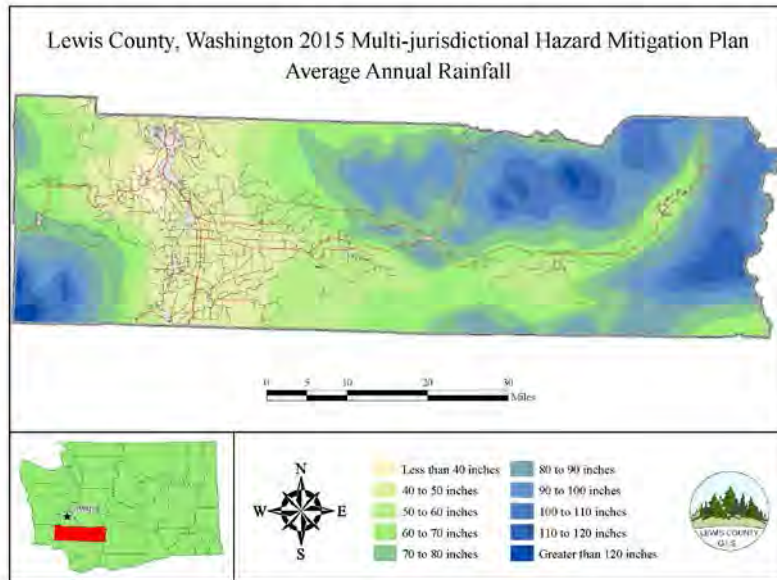 Lewis County, Washington 2015 Multi-jurisdictional Hazard Mitigation Plan
Average Annual Rainfall
0 5 10 20 30
Miles
N
W E
S
Less than 40 inches
40 to 50 inches
50 to 60 inches
60 to 70 inches
70 to 80 inches
80 to 90 inches
90 to 100 inches
100 to 110 inches
110 to 120 inches
Greater than 120 inches
LEWIS COUNTY
G.I.S.